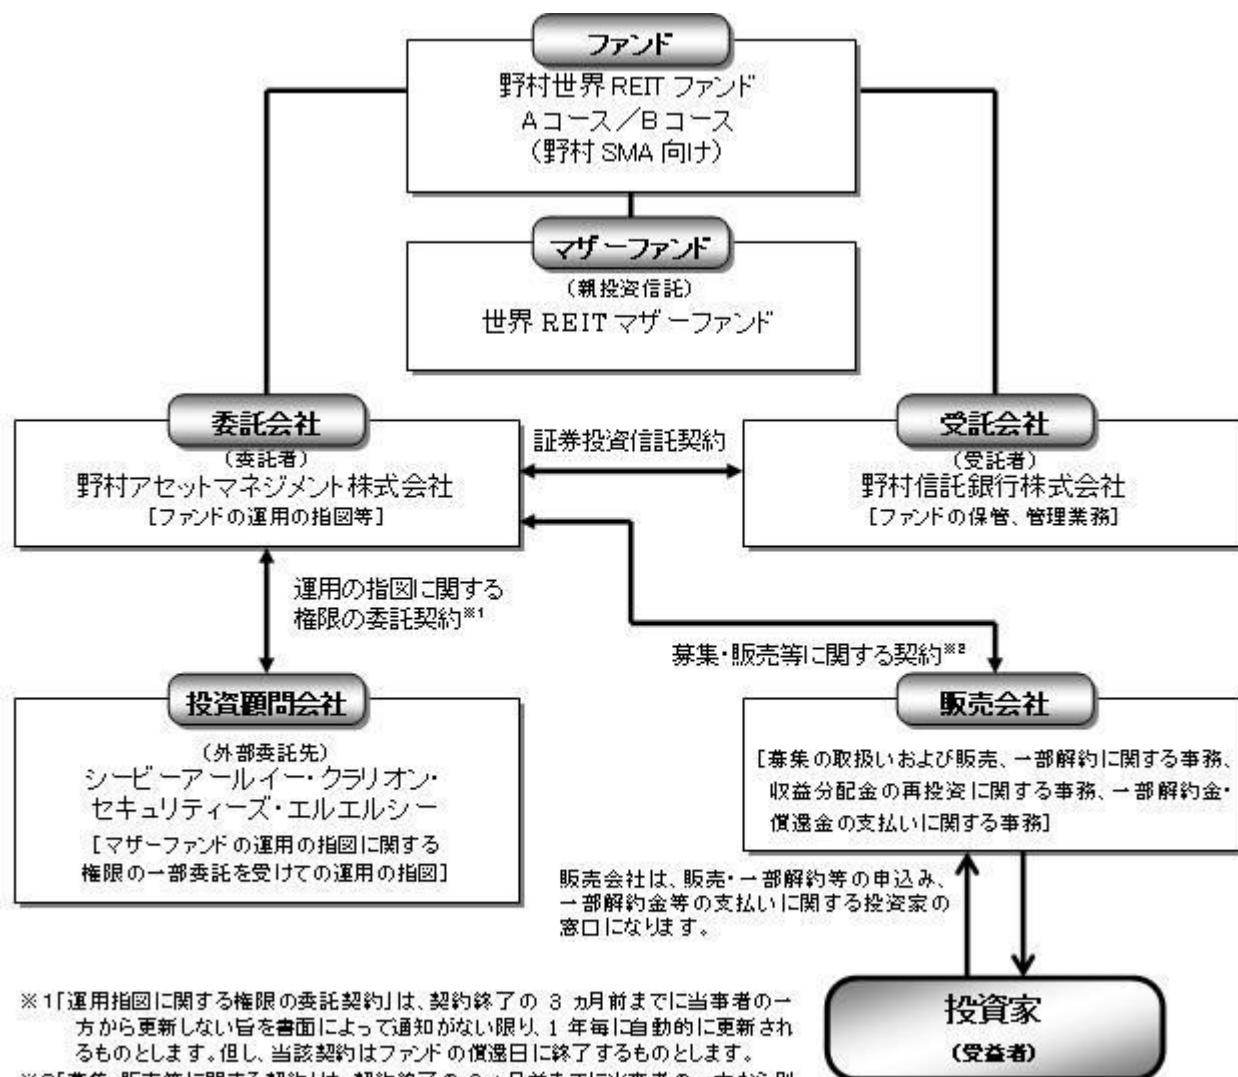 ファンド
野村世界 REIT ファンド
Aコース／Bコース
（野村 SMA 向け）
マザーファンド
（親投資信託）
世界 REIT マザーファンド
委託会社
（委託者）
野村アセットマネジメント株式会社
［ファンドの運用の指図等］
証券投資信託契約
受託会社
（受託者）
野村信託銀行株式会社
［ファンドの保管、管理業務］
運用の指図に関する
権限の委託契約※1
募集・販売等に関する契約※2
投資顧問会社
（外部委託先）
シービーアールイー・クラリオン・
セキュリティーズ・エルエルシー
［マザーファンドの運用の指図に関する
権限の一部委託を受けての運用の指図］
販売会社
［募集の取扱いおよび販売、一部解約に関する事務、
収益分配金の再投資に関する事務、一部解約金・
償還金の支払いに関する事務］
販売会社は、販売・一部解約等の申込み、
一部解約金等の支払いに関する投資家の
窓口になります。
投資家
（受益者）
※1「運用指図に関する権限の委託契約」は、契約終了の 3 ヵ月前までに当事者の一
方から更新しない旨を書面によって通知がない限り、1 年毎に自動的に更新され
るものとします。但し、当該契約はファンドの償還日に終了するものとします。